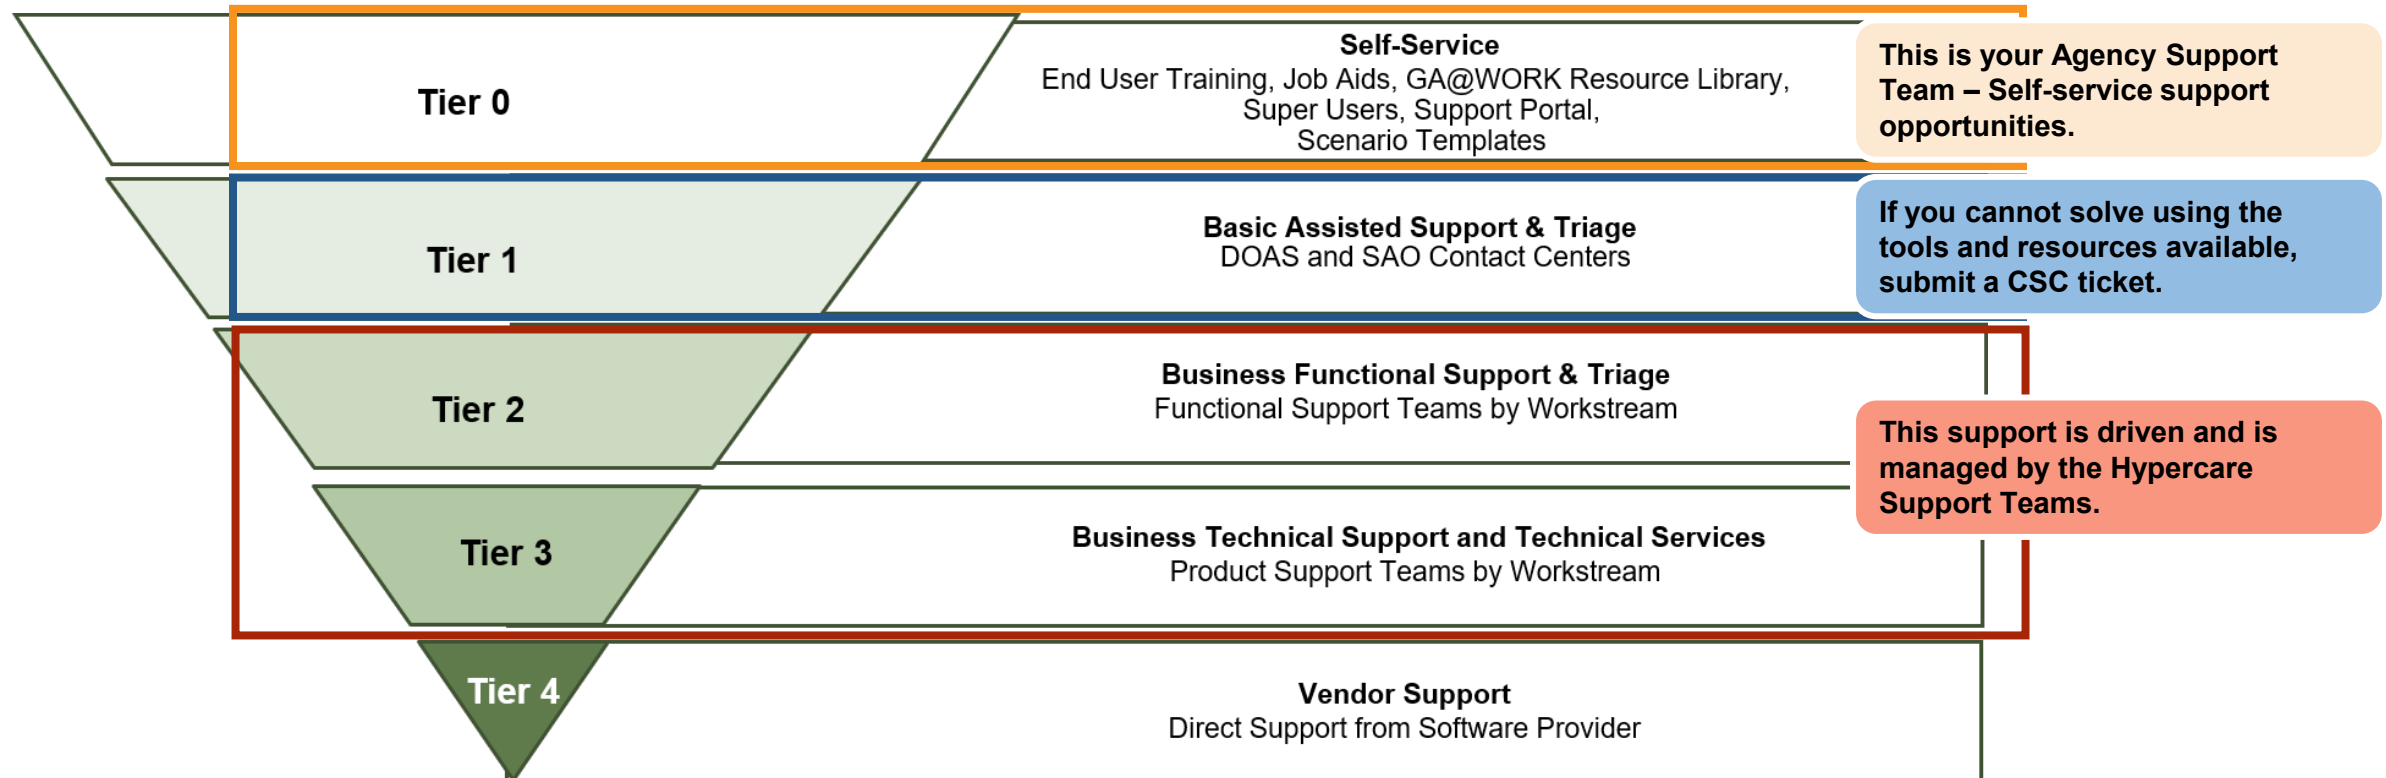 Tier 0
Self-Service
End User Training, Job Aids, GA@WORK Resource Library,
Super Users, Support Portal,
Scenario Templates
This is your Agency Support
Team – Self-service support
opportunities.
Tier 1
Basic Assisted Support & Triage
DOAS and SAO Contact Centers
If you cannot solve using the
tools and resources available,
submit a CSC ticket.
Tier 2
Business Functional Support & Triage
Functional Support Teams by Workstream
This support is driven and is
managed by the Hypercare
Support Teams.
Tier 3
Business Technical Support and Technical Services
Product Support Teams by Workstream
Tier 4
Vendor Support
Direct Support from Software Provider